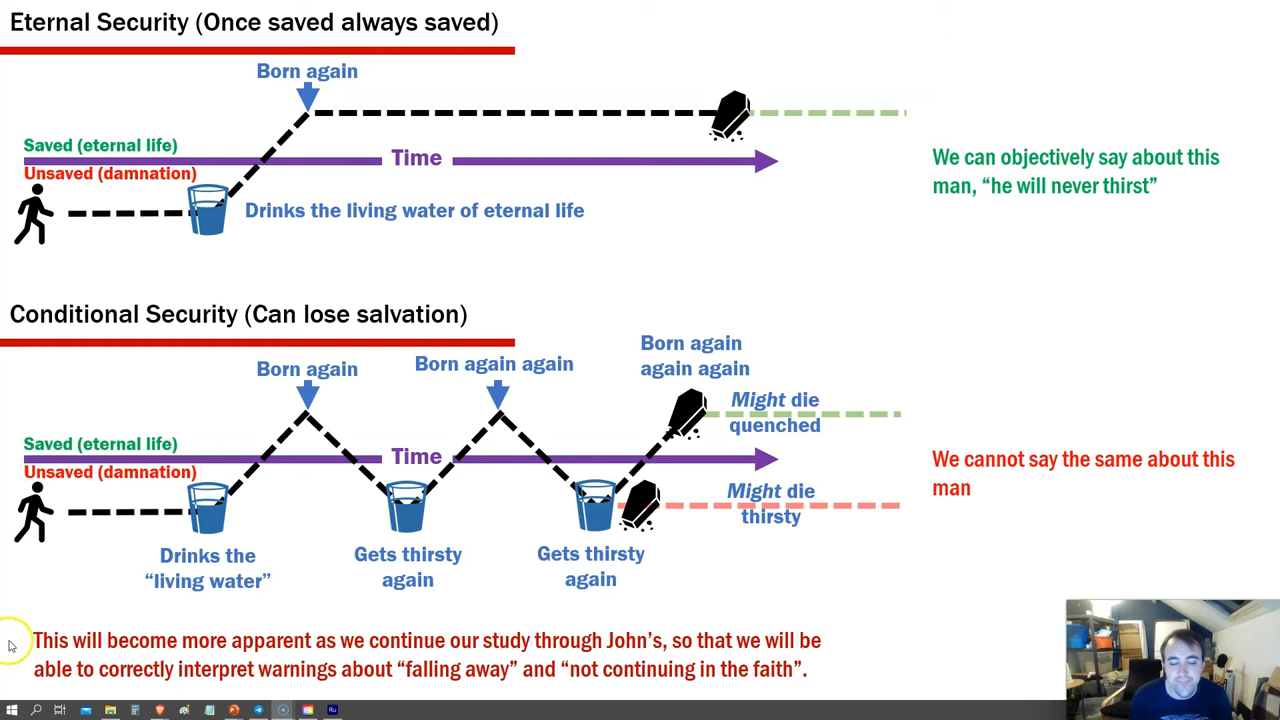 Eternal Security (Once saved always saved)
Born again
Saved (eternal life)
Time
Unsaved (damnation)
Drinks the living water of eternal life
We can objectively say about this
man, “he will never thirst”
Conditional Security (Can lose salvation)
Born again
Born again again
Born again
again again
Might die
quenched
Saved (eternal life)
Time
Unsaved (damnation)
Might die
thirsty
We cannot say the same about this
man
Drinks the
“living water”
Gets thirsty
again
Gets thirsty
again
This will become more apparent as we continue our study through John’s, so that we will be
able to correctly interpret warnings about “falling away” and “not continuing in the faith”.
Ru